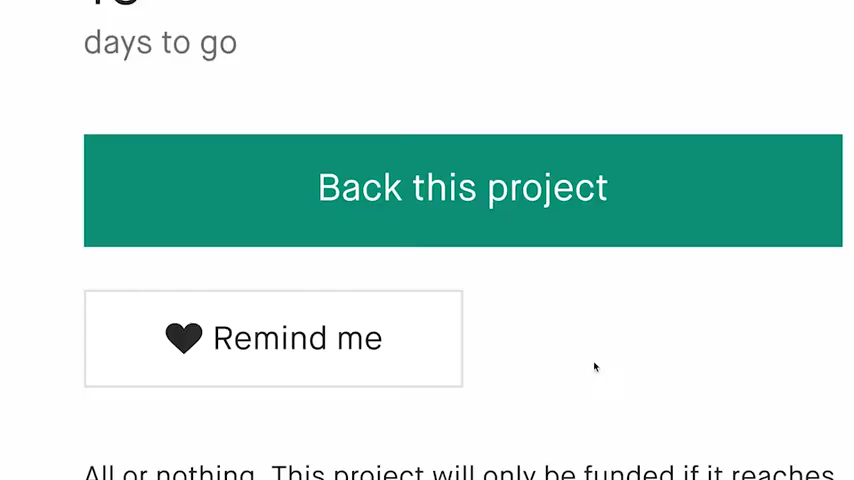 days to go
Back this project
Remind me
All or nothing. This project will only be funded if it reaches